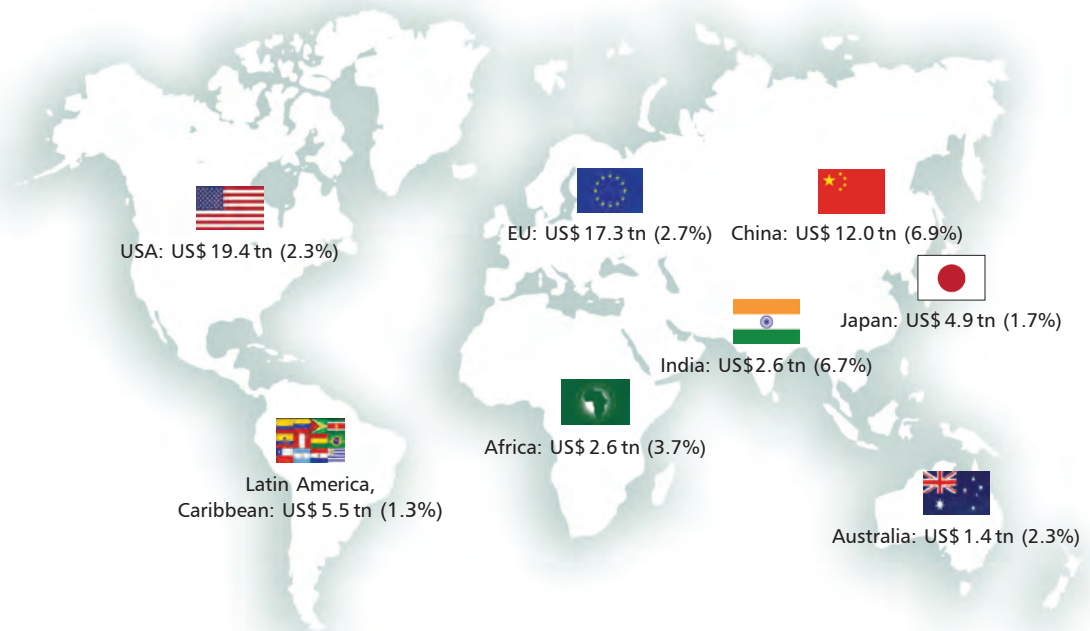 USA: US$ 19.4 tn (2.3%)
EU: US$ 17.3 tn (2.7%)
China: US$ 12.0 tn (6.9%)
Japan: US$ 4.9 tn (1.7%)
India: US$2.6 tn (6.7%)
Africa: US$ 2.6 tn (3.7%)
Latin America,
Caribbean: US$ 5.5 tn (1.3%)
Australia: US$ 1.4 tn (2.3%)